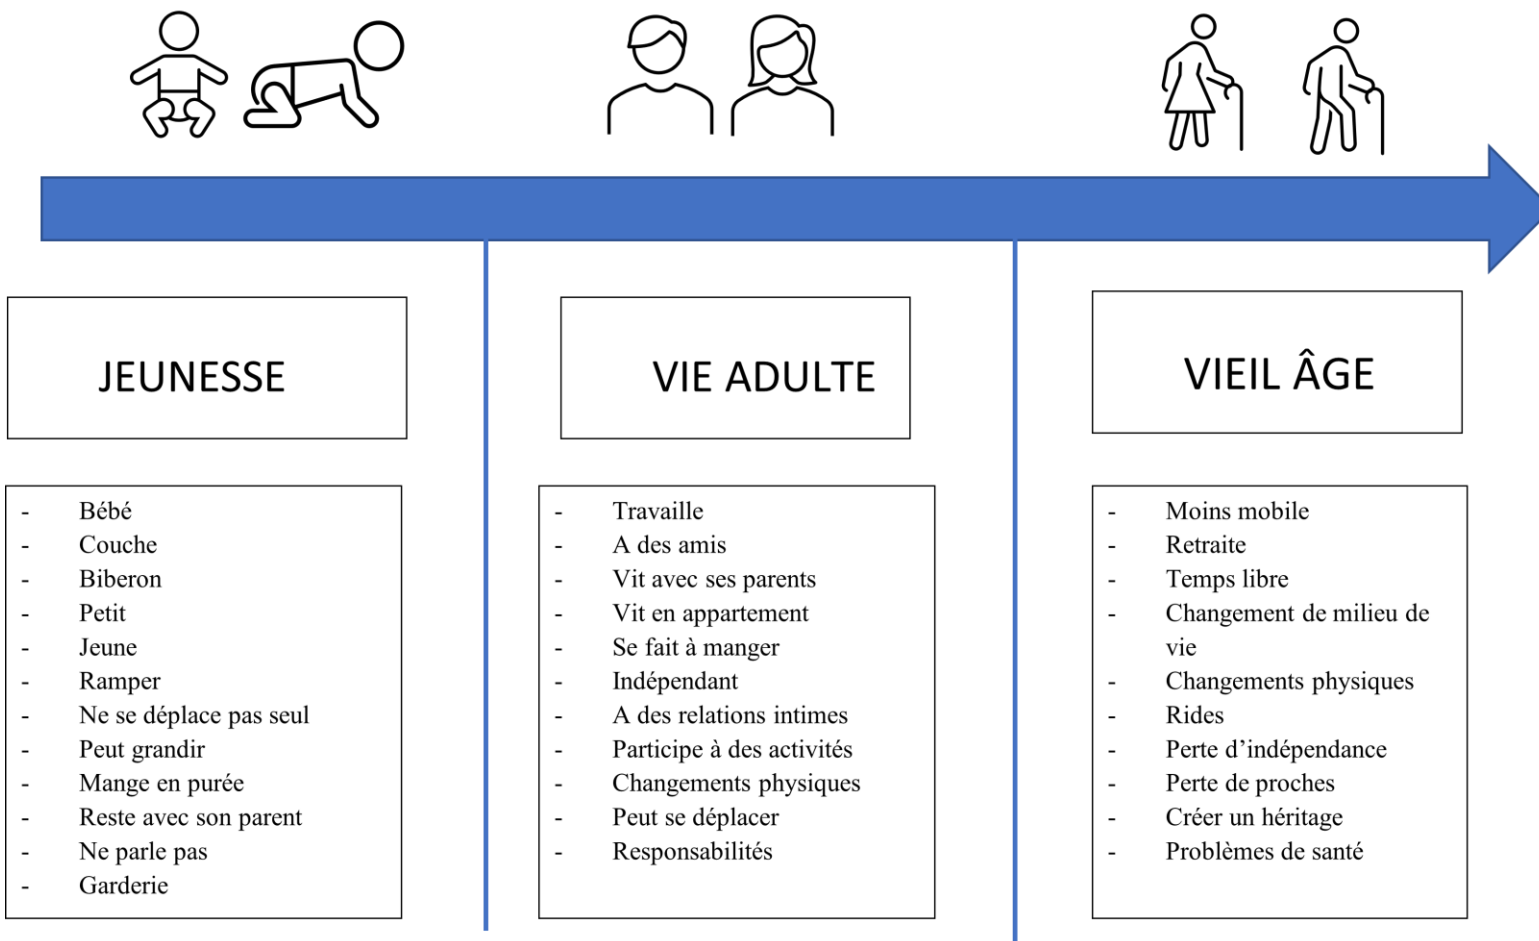 JEUNESSE
- Bébé
- Couche
- Biberon
- Petit
- Jeune
- Ramper
- Ne se déplace pas seul
- Peut grandir
- Mange en purée
- Reste avec son parent
- Ne parle pas
- Garderie
VIE ADULTE
- Travaille
- A des amis
- Vit avec ses parents
- Vit en appartement
- Se fait à manger
- Indépendant
- A des relations intimes
- Participe à des activités
- Changements physiques
- Peut se déplacer
- Responsabilités
VIEIL ÂGE
- Moins mobile
- Retraite
- Temps libre
- Changement de milieu de
vie
- Changements physiques
- Rides
- Perte d’indépendance
- Perte de proches
- Créer un héritage
- Problèmes de santé